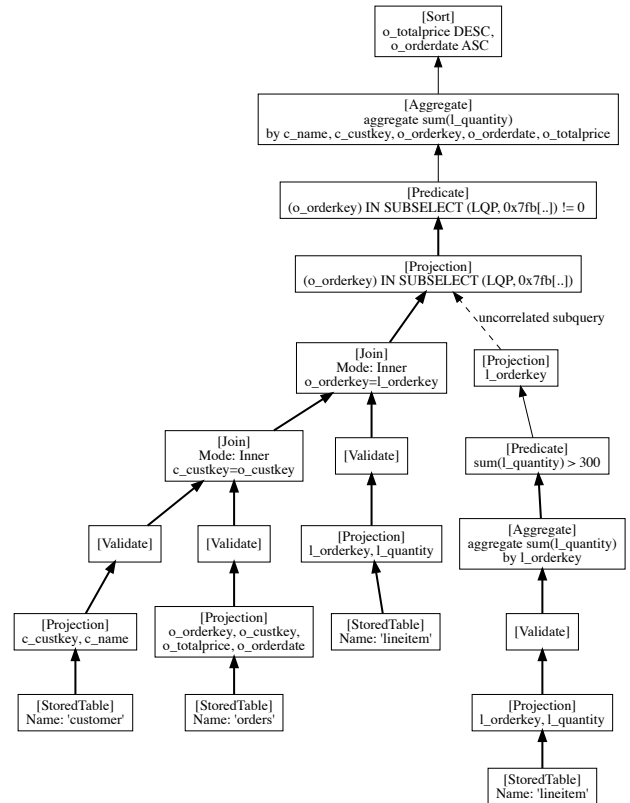 [Sort]
o_totalprice DESC,
o_orderdate ASC
[Aggregate]
aggregate sum(l_quantity)
by c_name, c_custkey, o_orderkey, o_orderdate, o_totalprice
[Predicate]
(o_orderkey) IN SUBSELECT (LQP, 0x7fb[..]) != 0
[Projection]
(o_orderkey) IN SUBSELECT (LQP, 0x7fb[..])
uncorrelated subquery
[Join]
Mode: Inner
o_orderkey=l_orderkey
[Projection]
l_orderkey
[Join]
Mode: Inner
c_custkey=o_custkey
[Validate]
[Predicate]
sum(l_quantity) > 300
[Validate]
[Validate]
[Projection]
l_orderkey, l_quantity
[Aggregate]
aggregate sum(l_quantity)
by l_orderkey
[Projection]
c_custkey, c_name
[Projection]
o_orderkey, o_custkey,
o_totalprice, o_orderdate
[StoredTable]
Name: 'lineitem'
[Validate]
[StoredTable]
Name: 'customer'
[StoredTable]
Name: 'orders'
[Projection]
l_orderkey, l_quantity
[StoredTable]
Name: 'lineitem'